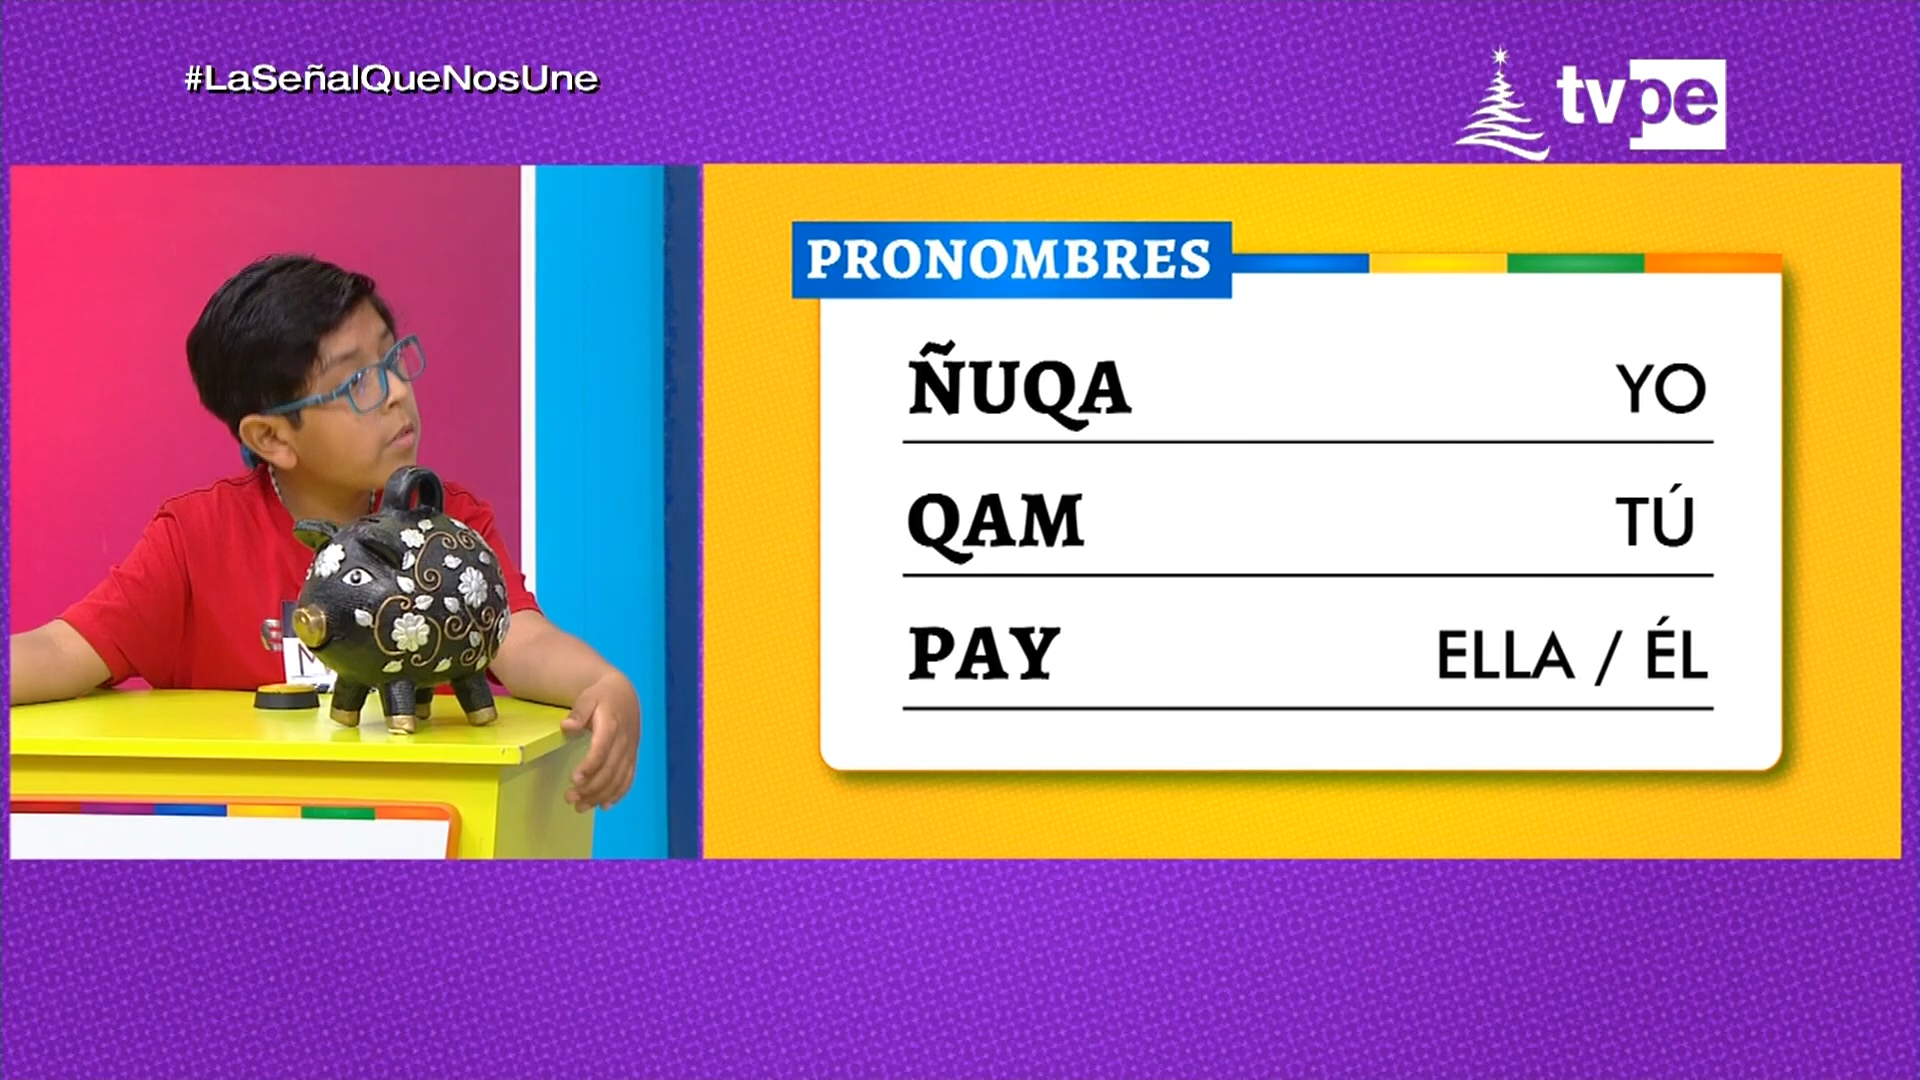 #LaSeñalQueNosUne
tvpe
PRONOMBRES
ÑUQA YO
QAM TÚ
PAY ELLA / ÉL